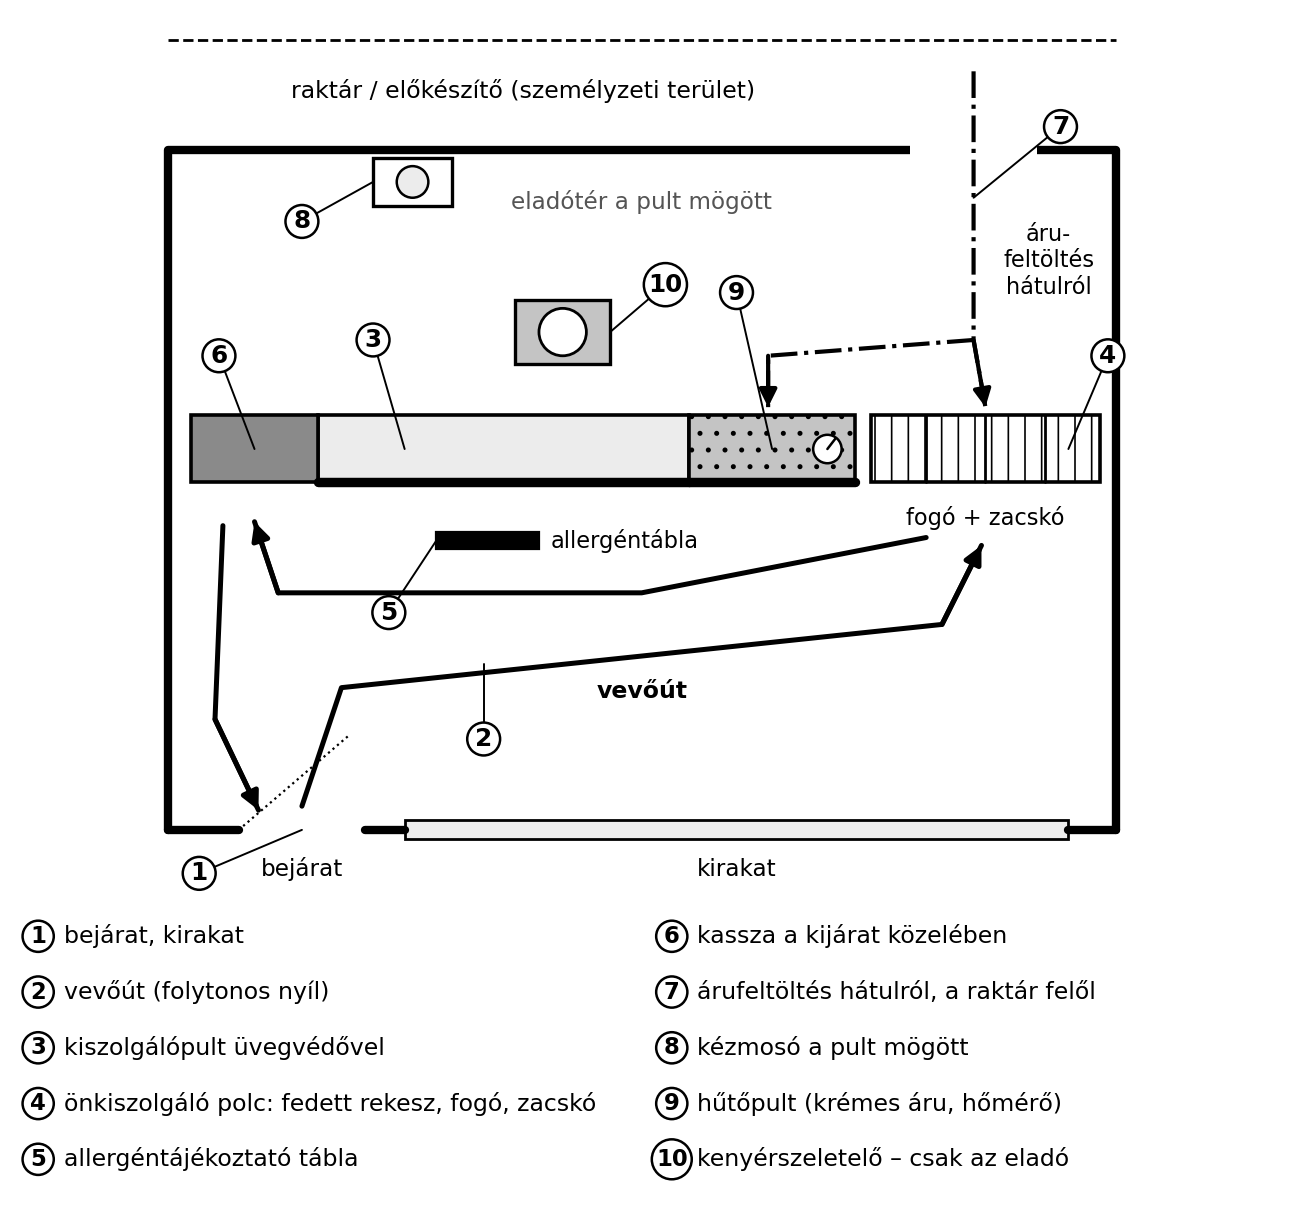 raktár / előkészítő (személyzeti terület)
7
8
eladótér a pult mögött
áru-
feltöltés
hátulról
10
9
6
3
4
fogó + zacskó
allergéntábla
5
vevőút
2
1
bejárat
kirakat
1 bejárat, kirakat
2 vevőút (folytonos nyíl)
3 kiszolgálópult üvegvédővel
4 önkiszolgáló polc: fedett rekesz, fogó, zacskó
5 allergéntájékoztató tábla
6 kassza a kijárat közelében
7 árufeltöltés hátulról, a raktár felől
8 kézmosó a pult mögött
9 hűtőpult (krémes áru, hőmérő)
10 kenyérszeletelő – csak az eladó